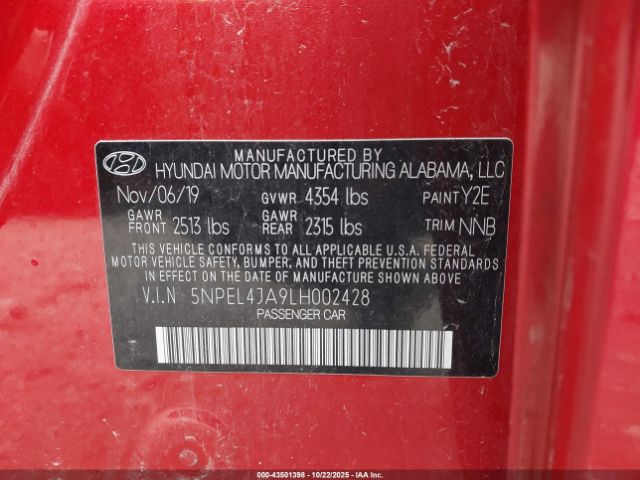 MANUFACTURED BY
HYUNDAI MOTOR MANUFACTURING ALABAMA, LLC
Nov/06/19 GVWR 4354 lbs PAINT Y2E
GAWR FRONT 2513 lbs GAWR REAR 2315 lbs TRIM NNB
THIS VEHICLE CONFORMS TO ALL APPLICABLE U.S.A. FEDERAL
MOTOR VEHICLE SAFETY, BUMPER, AND THEFT PREVENTION STANDARDS
IN EFFECT ON THE DATE OF MANUFACTURE SHOWN ABOVE
V.I.N 5NPEL4JA9LH002428
PASSENGER CAR
000-43501398 - 10/22/2025 - © Copyright 2025 IAA, Inc.